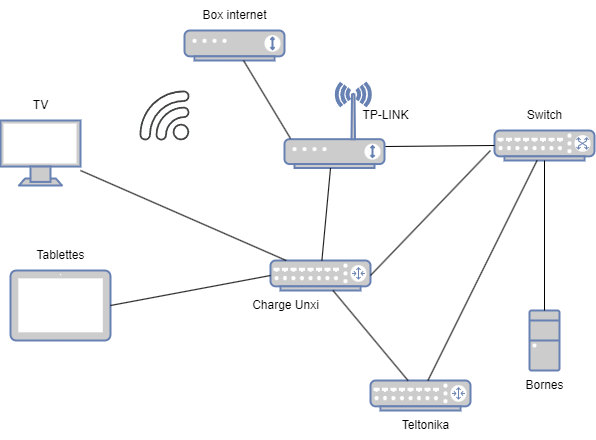 Box internet
TV
TP-LINK
Switch
Tablettes
Charge Unxi
Bornes
Teltonika